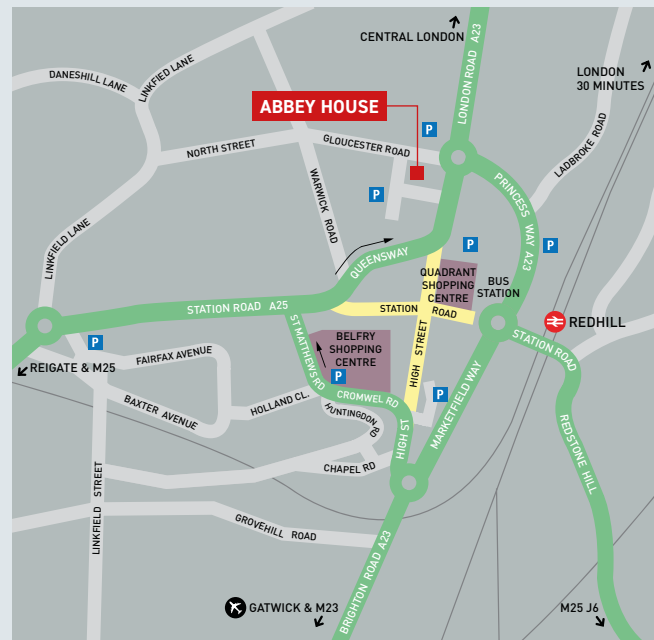 CENTRAL LONDON
LONDON ROAD A23
LINKFIELD LANE
DANESHILL LANE
LONDON
30 MINUTES
ABBEY HOUSE
P
GLOUCESTER ROAD
NORTH STREET
LADBROKE ROAD
WARWICK ROAD
P
PRINCESS WAY A23
LINKFIELD LANE
QUEENSWAY
P
P
QUADRANT
SHOPPING
CENTRE
BUS
STATION
STATION ROAD A25
STATION ROAD
REDHILL
ST MATTHEWS RD
BELFRY
SHOPPING
CENTRE
HIGH STREET
STATION ROAD
P
FAIRFAX AVENUE
REIGATE & M25
P
MARKETFIELD WAY
P
BAXTER AVENUE
HOLLAND CL.
CROMWEL RD
HUNTINGDON
RD
HIGH ST
REDSTONE HILL
CHAPEL RD
LINKFIELD STREET
GROVEHILL ROAD
BRIGHTON ROAD A23
GATWICK & M23
M25 J6